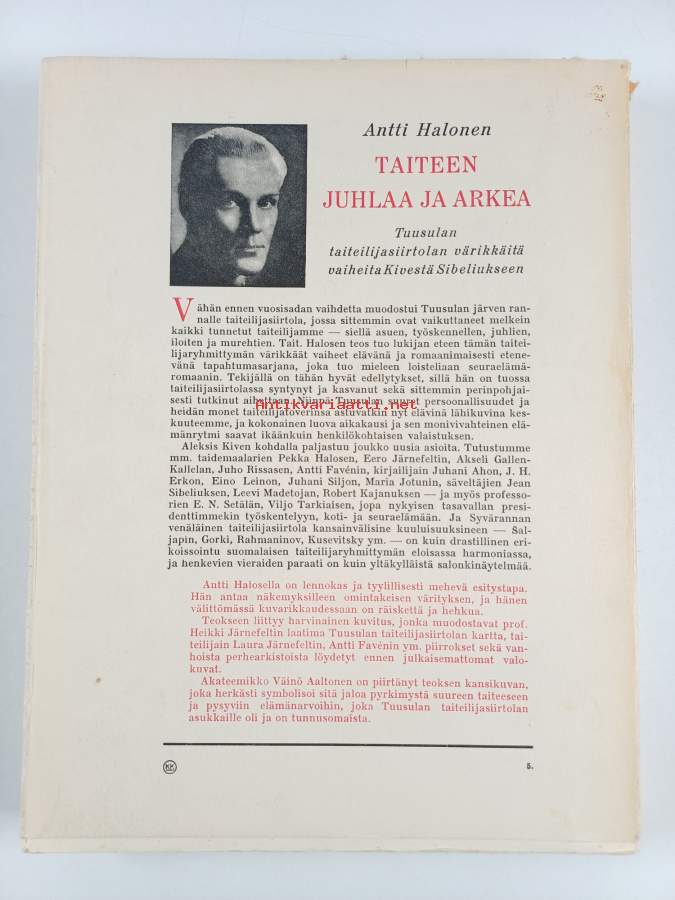 Antti Halonen
TAITEEN
JUHLAA JA ARKEA
Tuusulan
taiteilijasiirtolan värikkäitä
vaiheita Kivestä Sibeliukseen
Vähän ennen vuosisadan vaihdetta muodostui Tuusulan järven ran-
nalle taiteilijasiirtola, jossa sittemmin ovat vaikuttaneet melkein
kaikki tunnetut taiteilijamme — siellä asuen, työskennellen, juhlien,
iloiten ja murehtien. Tait. Halosen teos tuo lukijan eteen tämän taitei-
lijaryhmittymän värikkäät vaiheet elävänä ja romaanimaisesti etene-
vänä tapahtumasarjana, joka tuo mieleen loisteliaan seuraelämä-
romaanin. Tekijällä on tähän hyvät edellytykset, sillä hän on tuossa
taiteilijasiirtolassa syntynyt ja kasvanut sekä sittemmin perinpohjai-
sesti tutkinut aihettaan. Niinpä Tuusulan suuret persoonallisuudet ja
Antikvariaatti.net
heidän monet taiteilijatoverinsa astuvatkin nyt elävinä lähikuvina kes-
kuuteemme, ja kokonainen luova aikakausi ja sen monivivahteinen elä-
mänrytmi saavat ikäänkuin henkilökohtaisen valaistuksen.
Aleksis Kiven kohdalla paljastuu joukko uusia asioita. Tutustumme
mm. taidemaalarien Pekka Halosen, Eero Järnefeltin, Akseli Gallen-
Kallelan, Juho Rissasen, Antti Favénin, kirjailijain Juhani Ahon, J. H.
Erkon, Eino Leinon, Juhani Siljon, Maria Jotunin, säveltäjien Jean
Sibeliuksen, Leevi Madetojan, Robert Kajanuksen — ja myös professo-
rien E. N. Setälän, Viljo Tarkiaisen, jopa nykyisen tasavallan presi-
denttimmekin työskentelyyn, koti- ja seuraelämään. Ja Syvärannan
venäläinen taiteilijasiirtola kansainvälisine kuuluisuuksineen — Šal-
japin, Gorki, Rahmaninov, Kusevitsky ym. — on kuin drastillinen eri-
koissointu suomalaisen taiteilijaryhmittymän eloisassa harmoniassa,
ja henkevien vieraiden paraati on kuin yltäkylläistä salonkinäytelmää.
Antti Halosella on lennokas ja tyylillisesti mehevä esitystapa.
Hän antaa näkemyksilleen omintakeisen värityksen, ja hänen
välittömässä kuvarikkaudessaan on räiskettä ja hehkua.
Teokseen liittyy harvinainen kuvitus, jonka muodostavat prof.
Heikki Järnefeltin laatima Tuusulan taiteilijasiirtolan kartta, tai-
teilijain Laura Järnefeltin, Antti Favénin ym. piirrokset sekä van-
hoista perhearkistoista löydetyt ennen julkaisemattomat valo-
kuvat.
Akateemikko Väinö Aaltonen on piirtänyt teoksen kansikuvan,
joka herkästi symbolisoi sitä jaloa pyrkimystä suureen taiteeseen
ja pysyviin elämänarvoihin, joka Tuusulan taiteilijasiirtolan
asukkaille oli ja on tunnusomaista.
KK
5.